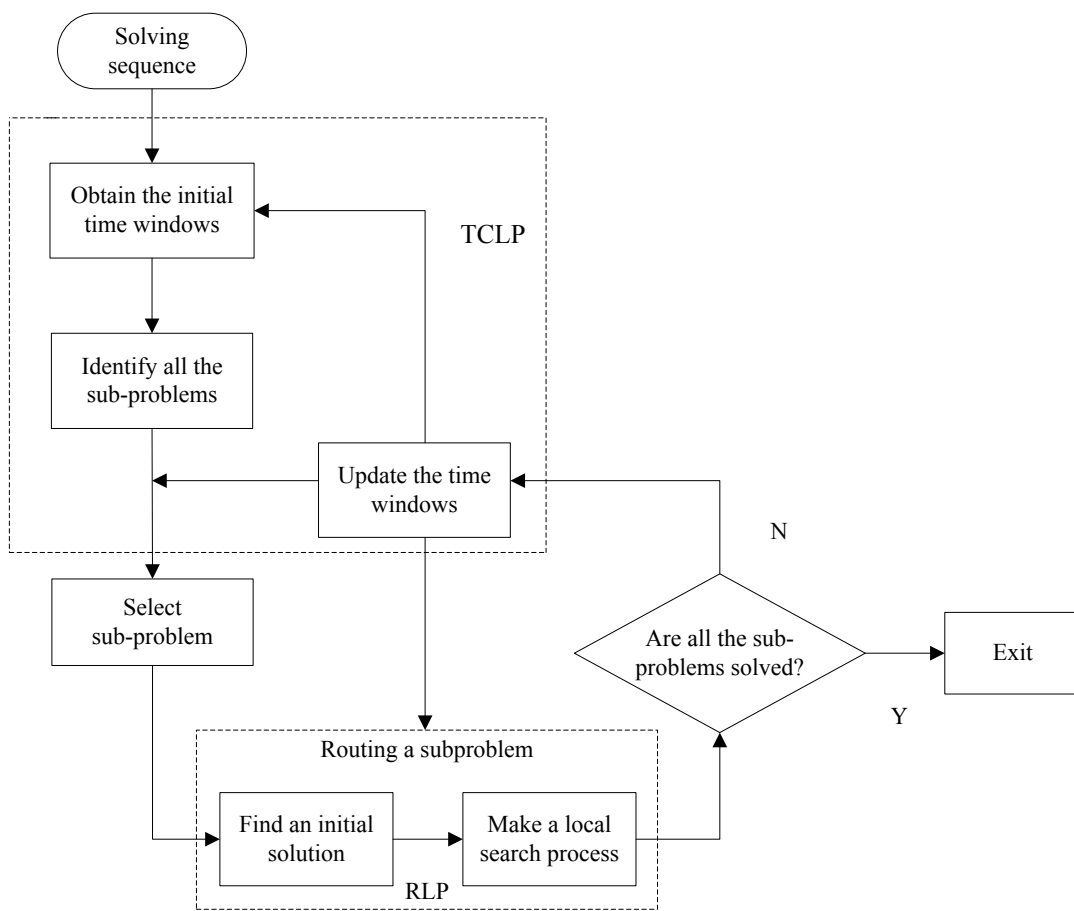 Solving
sequence
Obtain the initial
time windows
TCLP
Identify all the
sub-problems
Update the time
windows
N
Select
sub-problem
Are all the sub-
problems solved?
Exit
Y
Routing a subproblem
Find an initial
solution
Make a local
search process
RLP